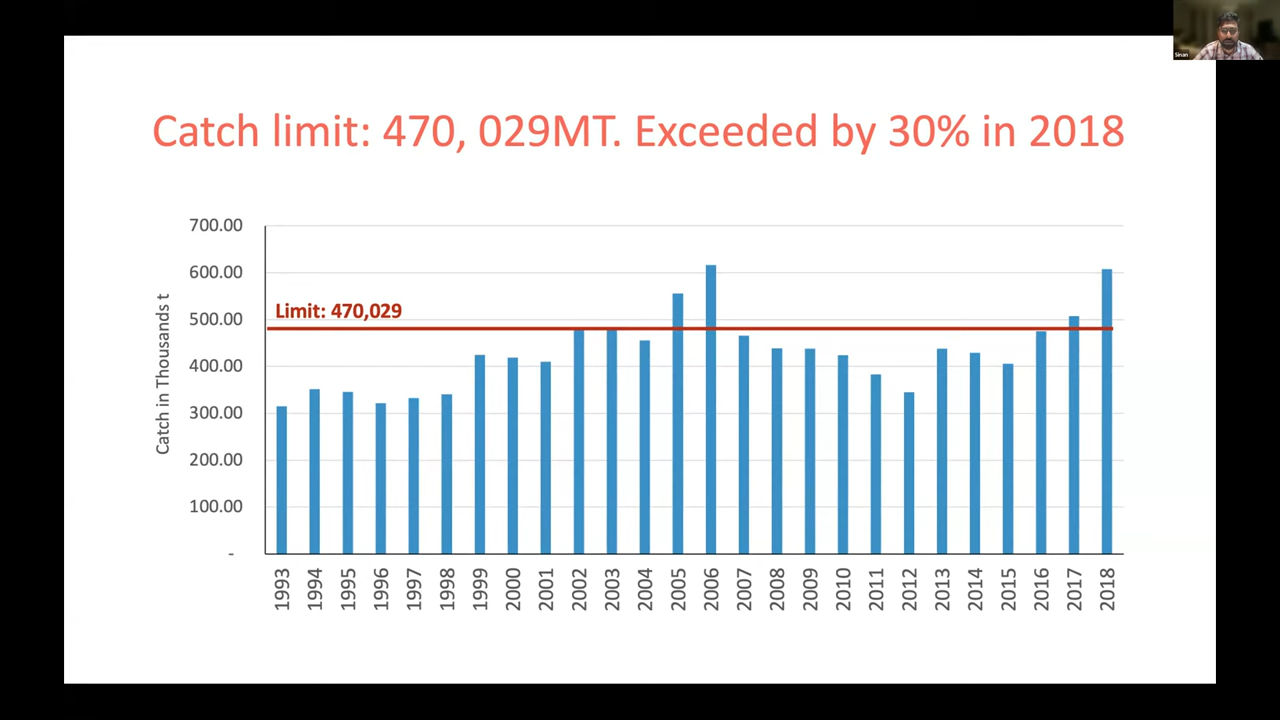 Sinan
Catch limit: 470, 029MT. Exceeded by 30% in 2018
Catch in Thousands t
700.00
600.00
500.00
400.00
300.00
200.00
100.00
-
Limit: 470,029
1993 1994 1995 1996 1997 1998 1999 2000 2001 2002 2003 2004 2005 2006 2007 2008 2009 2010 2011 2012 2013 2014 2015 2016 2017 2018